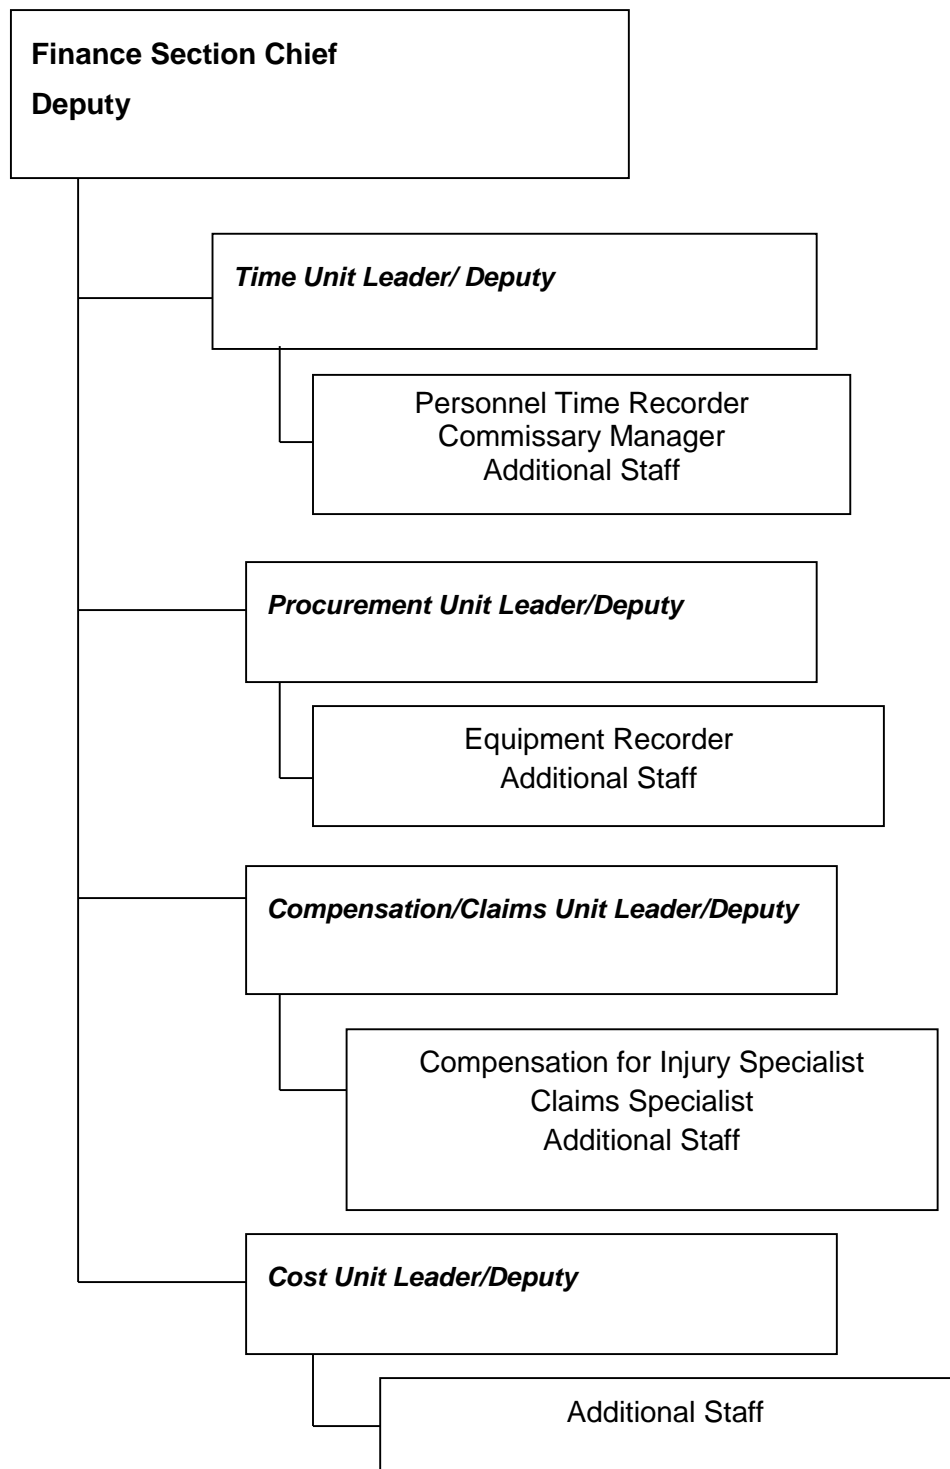 Finance Section Chief
Deputy
Time Unit Leader/ Deputy
Personnel Time Recorder
Commissary Manager
Additional Staff
Procurement Unit Leader/Deputy
Equipment Recorder
Additional Staff
Compensation/Claims Unit Leader/Deputy
Compensation for Injury Specialist
Claims Specialist
Additional Staff
Cost Unit Leader/Deputy
Additional Staff